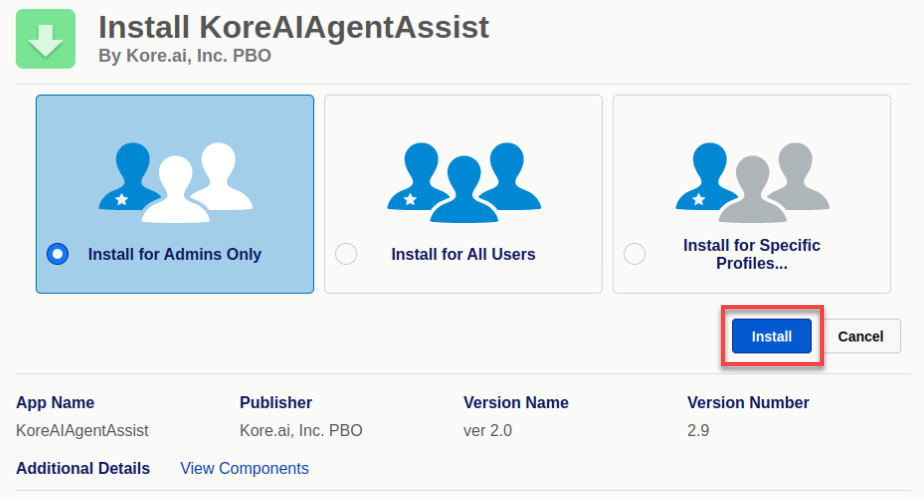 Install KoreAIAgentAssist
By Kore.ai, Inc. PBO
Install for Admins Only
Install for All Users
Install for Specific
Profiles...
Install
Cancel
App Name
Publisher
Version Name
Version Number
KoreAIAgentAssist
Kore.ai, Inc. PBO
ver 2.0
2.9
Additional Details
View Components